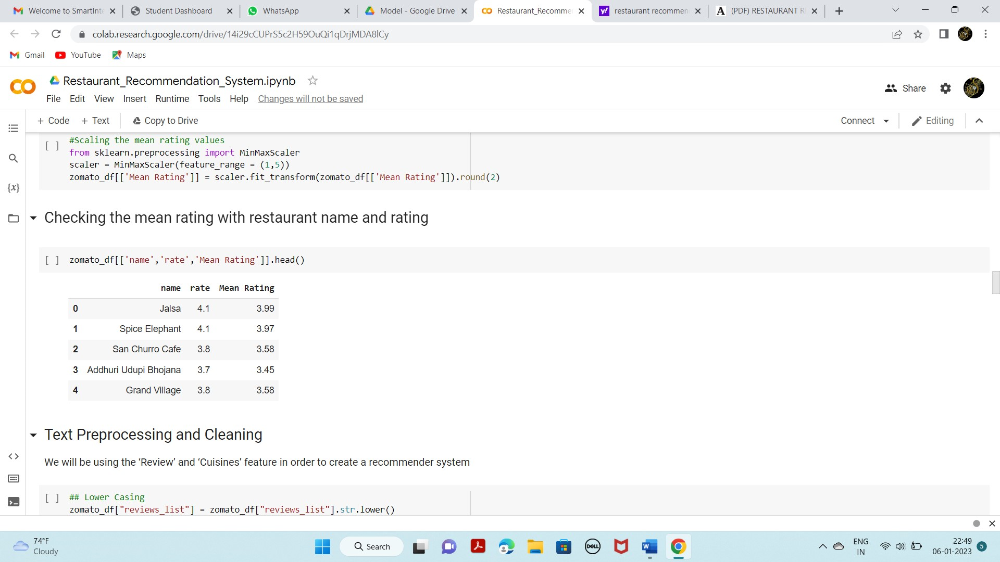 Welcome to SmartInte
Student Dashboard
WhatsApp
Model - Google Drive
Restaurant_Recomme
restaurant recommen
(PDF) RESTAURANT R
colab.research.google.com/drive/14i29cCUPrS5c2H59OuQi1qDrjMDA8lCy
Gmail YouTube Maps
Restaurant_Recommendation_System.ipynb
Share
File Edit View Insert Runtime Tools Help Changes will not be saved
+ Code + Text Copy to Drive Connect Editing
#Scaling the mean rating values
[ ] from sklearn.preprocessing import MinMaxScaler
scaler = MinMaxScaler(feature_range = (1,5))
zomato_df[['Mean Rating']] = scaler.fit_transform(zomato_df[['Mean Rating']]).round(2)
{x}
Checking the mean rating with restaurant name and rating
[ ] zomato_df[['name','rate','Mean Rating']].head()
name rate Mean Rating
0 Jalsa 4.1 3.99
1 Spice Elephant 4.1 3.97
2 San Churro Cafe 3.8 3.58
3 Addhuri Udupi Bhojana 3.7 3.45
4 Grand Village 3.8 3.58
Text Preprocessing and Cleaning
We will be using the ‘Review’ and ‘Cuisines’ feature in order to create a recommender system
[ ] ## Lower Casing
zomato_df["reviews_list"] = zomato_df["reviews_list"].str.lower()
74°F
Cloudy
Search
DELL
W
ENG
IN
22:49
06-01-2023
5